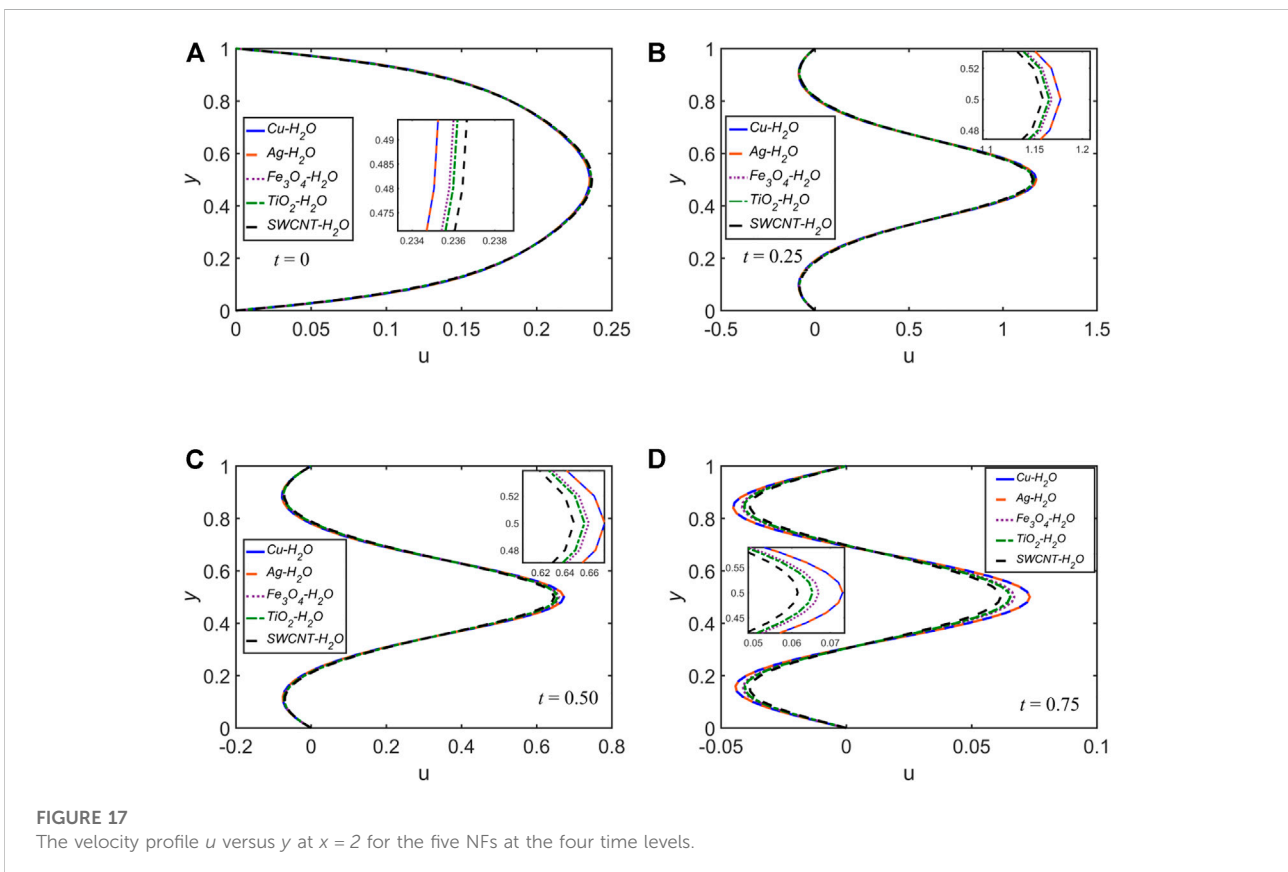 A
1
0.8
0.6
0.4
0.2
0
y
0 0.05 0.1 0.15 0.2 0.25
u
Cu-H2O
Ag-H2O
Fe3O4-H2O
TiO2-H2O
SWCNT-H2O
t = 0
0.49
0.485
0.48
0.475
0.234 0.236 0.238
B
1
0.8
0.6
0.4
0.2
0
y
-0.5 0 0.5 1 1.5
u
Cu-H2O
Ag-H2O
Fe3O4-H2O
TiO2-H2O
SWCNT-H2O
t = 0.25
0.52
0.5
0.48
1.1 1.15 1.2
C
1
0.8
0.6
0.4
0.2
0
y
-0.2 0 0.2 0.4 0.6 0.8
u
Cu-H2O
Ag-H2O
Fe3O4-H2O
TiO2-H2O
SWCNT-H2O
t = 0.50
0.52
0.5
0.48
0.62 0.64 0.66
D
1
0.8
0.6
0.4
0.2
0
y
-0.05 0 0.05 0.1
u
Cu-H2O
Ag-H2O
Fe3O4-H2O
TiO2-H2O
SWCNT-H2O
t = 0.75
0.55
0.5
0.45
0.05 0.06 0.07
FIGURE 17
The velocity profile u versus y at x = 2 for the five NFs at the four time levels.